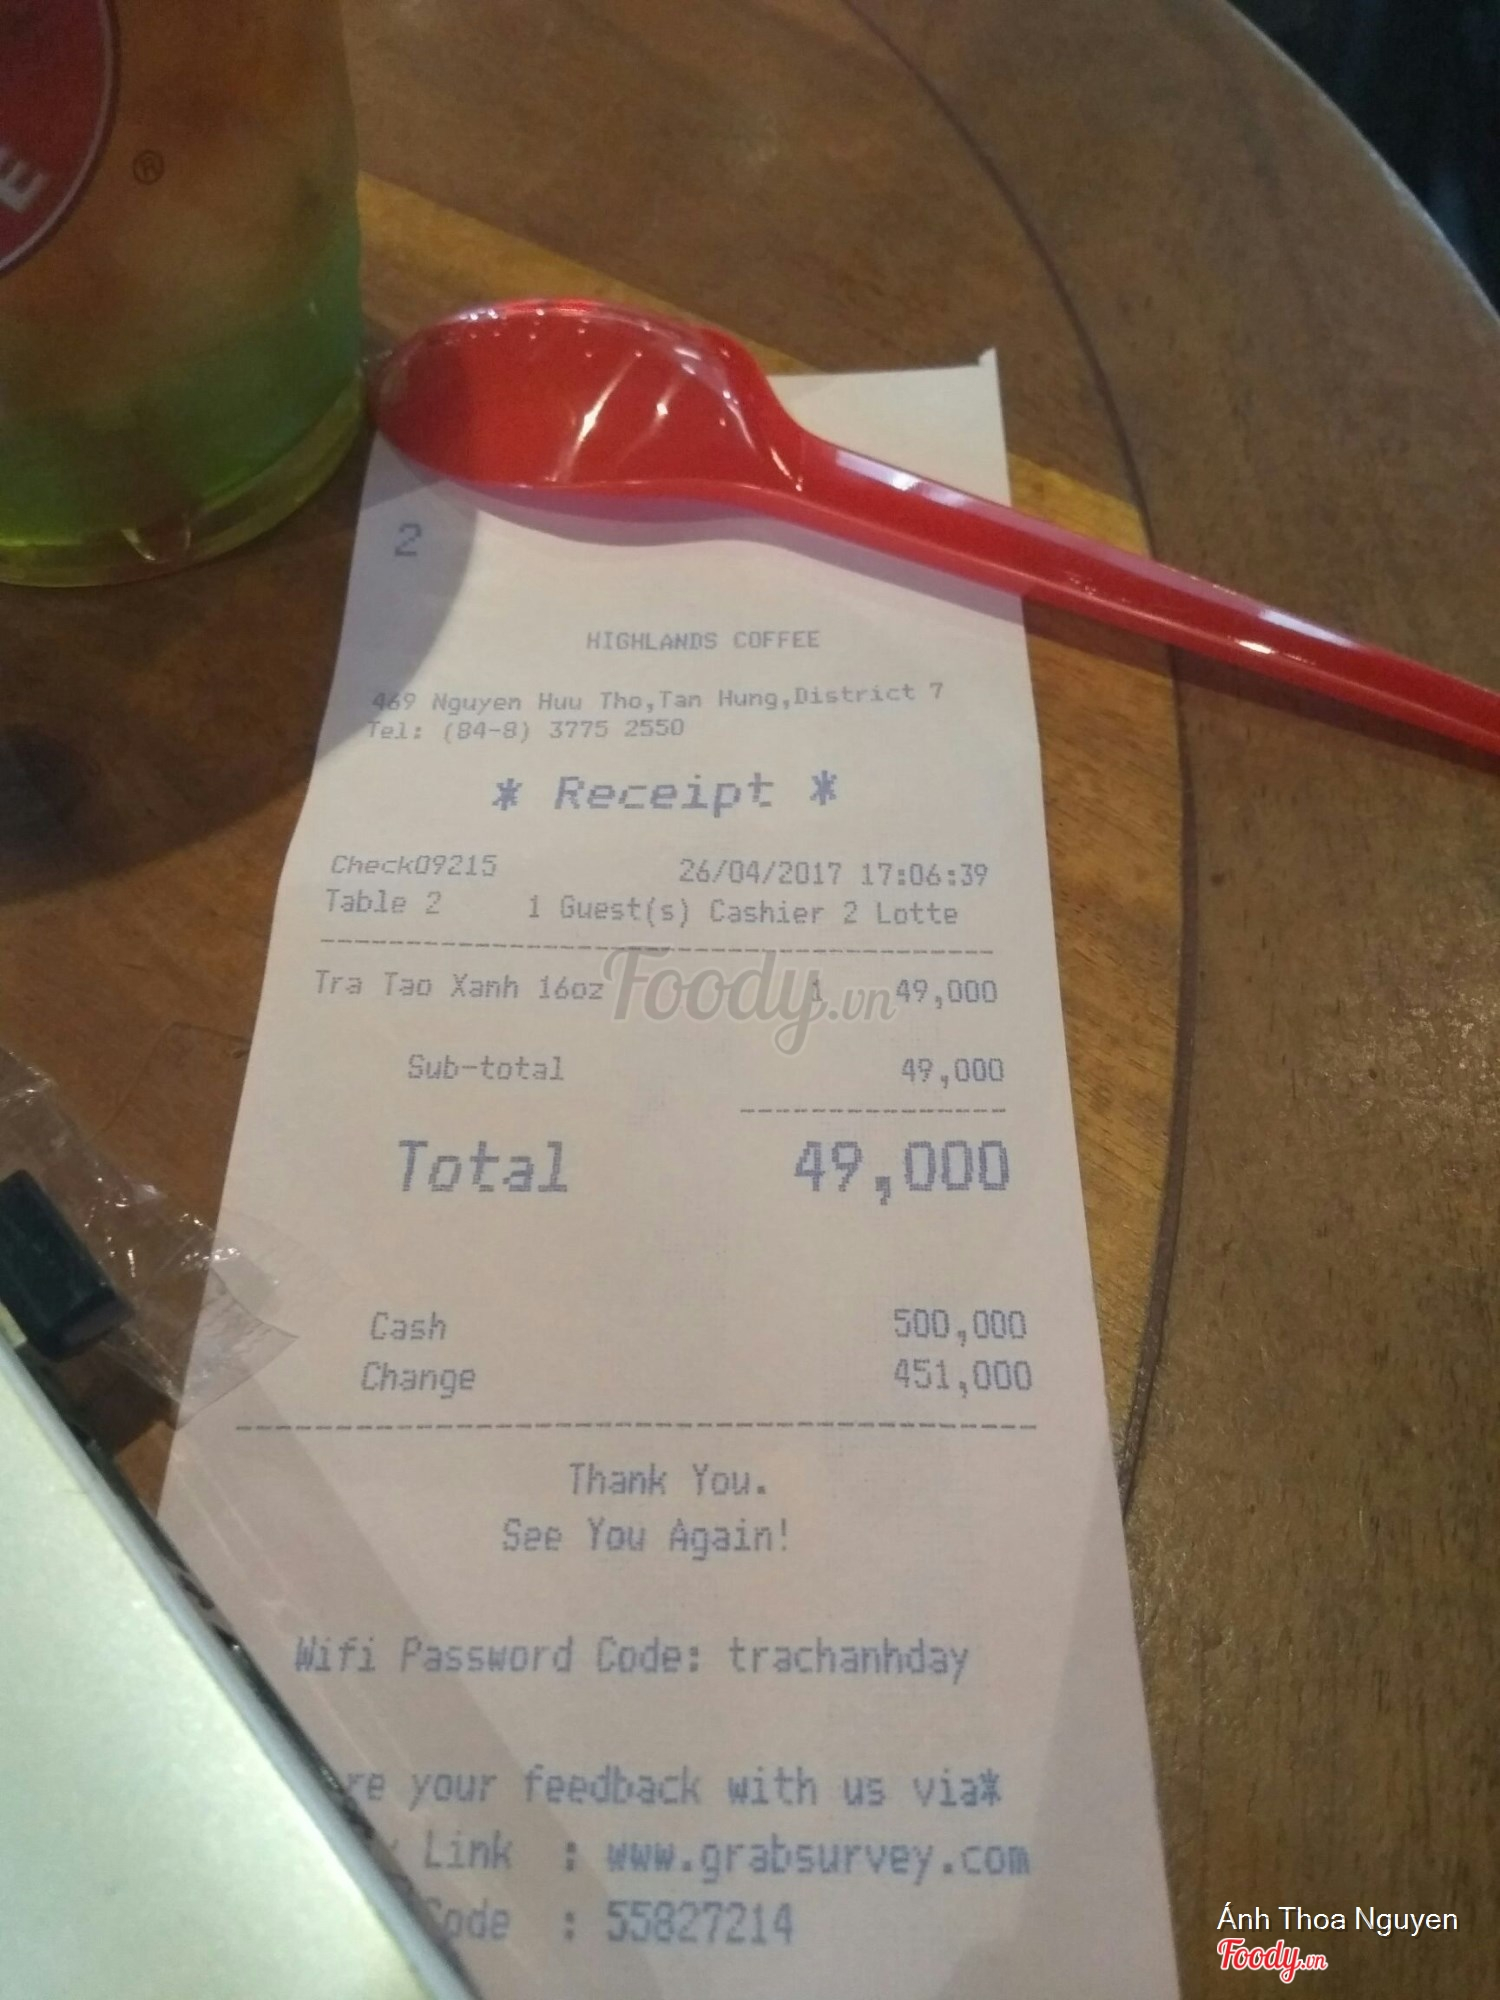 E
®
2
HIGHLANDS COFFEE
469 Nguyen Huu Tho,Tan Hung,District 7
Tel: (84-8) 3775 2550
* Receipt *
Check09215 26/04/2017 17:06:39
Table 2 1 Guest(s) Cashier 2 Lotte
Tra Tao Xanh 16oz 1 49,000
Foody.vn
Sub-total 49,000
Total 49,000
Cash 500,000
Change 451,000
Thank You.
See You Again!
Wifi Password Code: trachanhday
re your feedback with us via*
Link : www.grabsurvey.com
Code : 55827214
Ánh Thoa Nguyen
Foody.vn